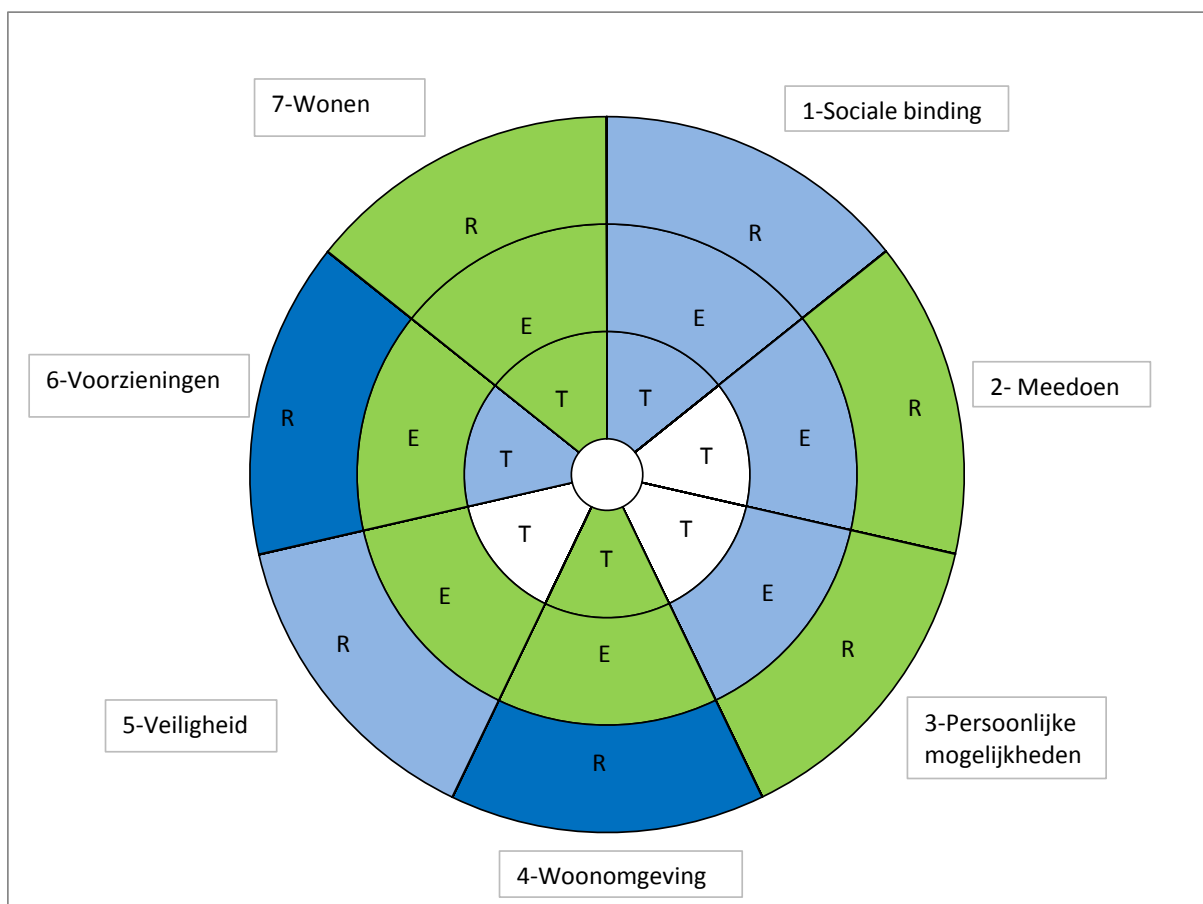 7-Wonen
1-Sociale binding
R
R
E
E
6-Voorzieningen
2- Meedoen
T
T
R
E
T
T
E
R
T
T
T
E
E
E
R
R
5-Veiligheid
3-Persoonlijke
mogelijkheden
R
4-Woonomgeving